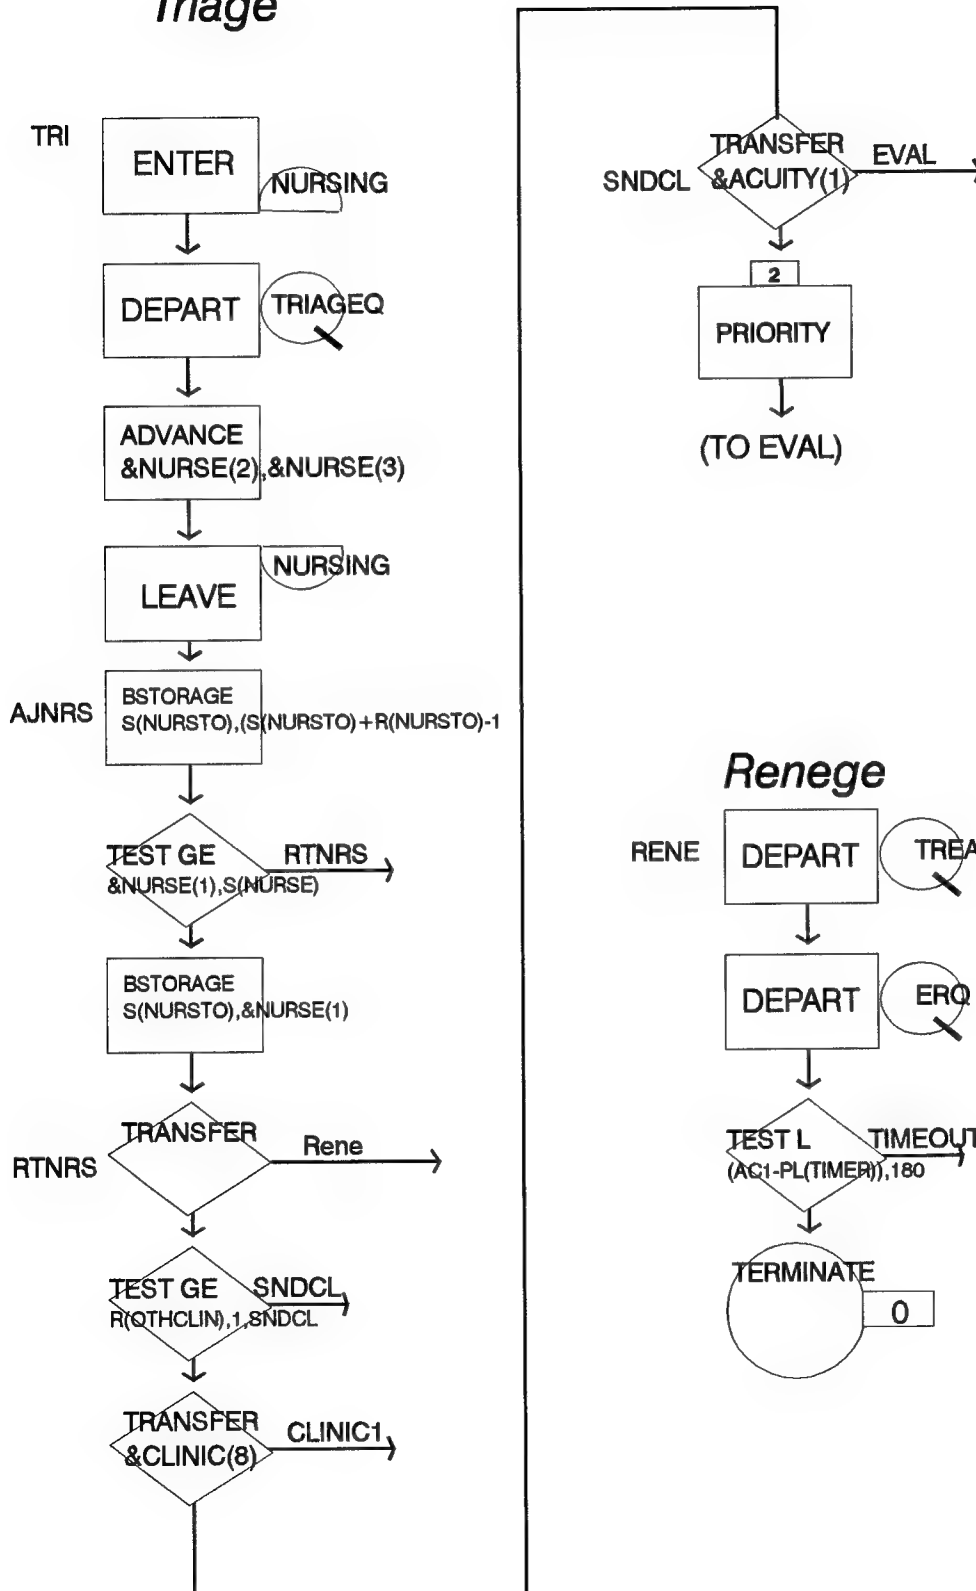 Triage
TRI
ENTER
NURSING
DEPART
TRIAGEQ
ADVANCE
&NURSE(2),&NURSE(3)
LEAVE
NURSING
AJNRS
BSTORAGE
S(NURSTO),(S(NURSTO)+R(NURSTO)-1
TEST GE
&NURSE(1),S(NURSE)
RTNRS
BSTORAGE
S(NURSTO),&NURSE(1)
RTNRS
TRANSFER
Rene
TEST GE
R(OTHCLIN),1,SNDCL
SNDCL
TRANSFER
&CLINIC(8)
CLINIC1
SNDCL
TRANSFER
&ACUITY(1)
EVAL
2
PRIORITY
(TO EVAL)
Renege
RENE
DEPART
TREA
DEPART
ERQ
TEST L
(AC1-PL(TIMER)),180
TIMEOUT
TERMINATE
0